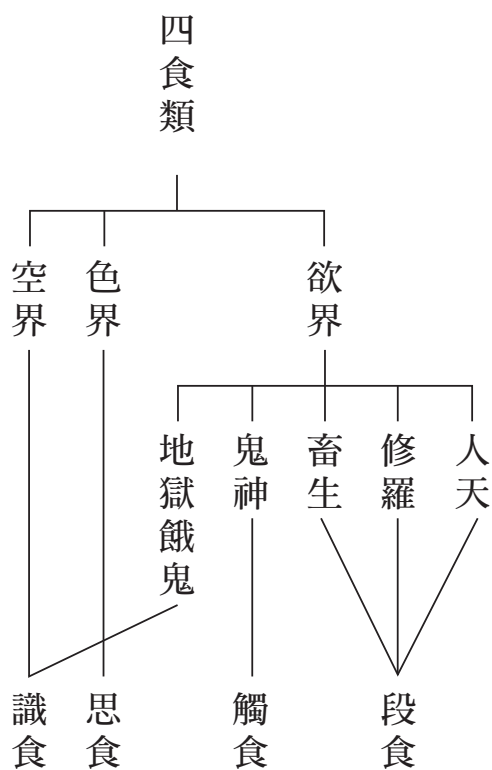 四食類
欲界
色界
空界
人天
修羅
畜生
鬼神
地獄餓鬼
段食
觸食
思食
識食